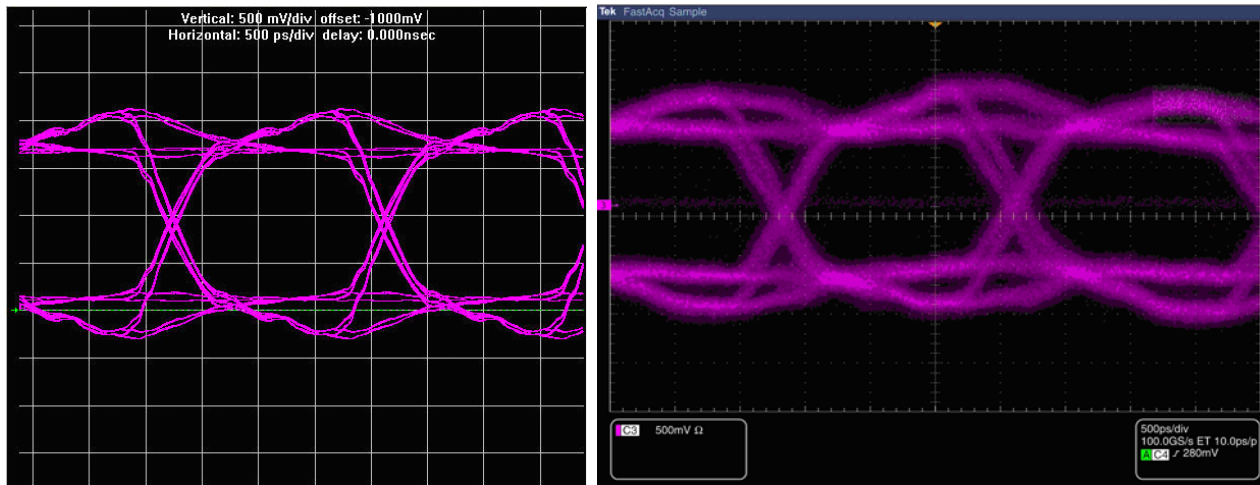 Vertical: 500 mV/div offset: -1000mV
Horizontal: 500 ps/div delay: 0.000nsec
Tek FastAcq Sample
3
C3 500mV Ω
500ps/div
100.0GS/s ET 10.0ps/p
A C4 ∫ 280mV